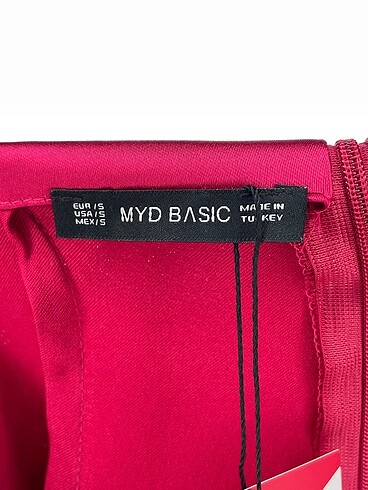 EUR/S
USA/S
MEX/S
MYD BASIC
MADE IN
TURKEY